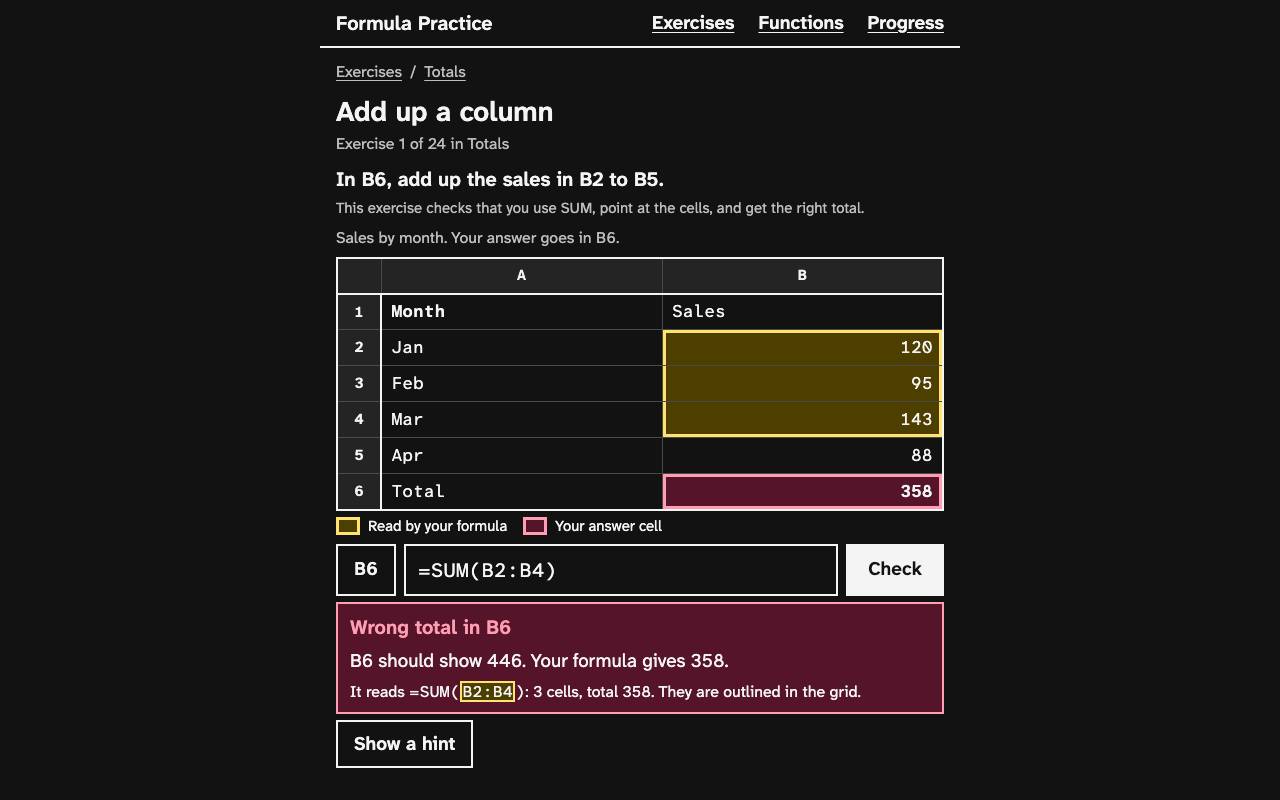 Formula Practice Exercises Functions Progress
Exercises / Totals
Add up a column
Exercise 1 of 24 in Totals
In B6, add up the sales in B2 to B5.
This exercise checks that you use SUM, point at the cells, and get the right total.
Sales by month. Your answer goes in B6.
A B
1 Month Sales
2 Jan 120
3 Feb 95
4 Mar 143
5 Apr 88
6 Total 358
Read by your formula Your answer cell
B6 =SUM(B2:B4) Check
Wrong total in B6
B6 should show 446. Your formula gives 358.
It reads =SUM(B2:B4): 3 cells, total 358. They are outlined in the grid.
Show a hint